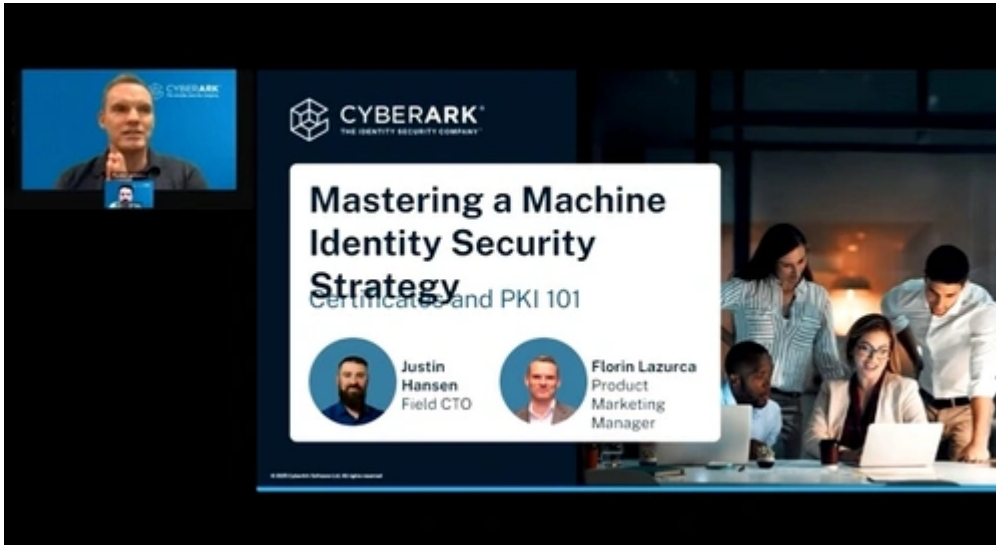 CYBERARK
CYBERARK®
THE IDENTITY SECURITY COMPANY™
Mastering a Machine
Identity Security
Strategy
Certificates and PKI 101
Justin
Hansen
Field CTO
Florin Lazurca
Product
Marketing
Manager